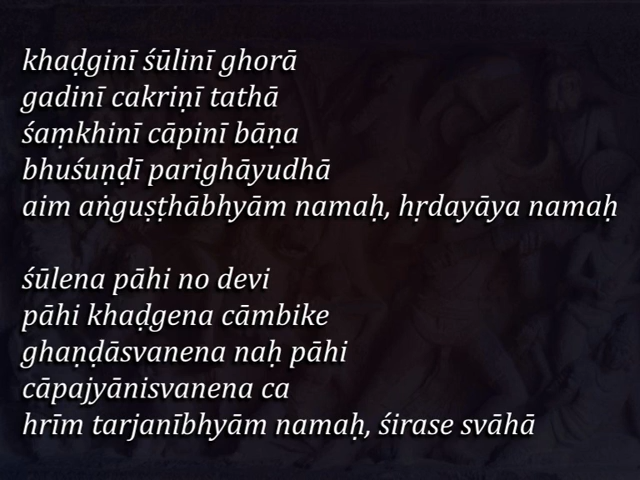 khaḍginī śūlinī ghorā
gadinī cakriṇī tathā
śaṃkhinī cāpinī bāṇa
bhuśuṇḍī parighāyudhā
aim aṅguṣṭhābhyām namaḥ, hṛdayāya namaḥ
śūlena pāhi no devi
pāhi khaḍgena cāmbike
ghaṇḍāsvanena naḥ pāhi
cāpajyānisvanena ca
hrīm tarjanībhyām namaḥ, śirase svāhā